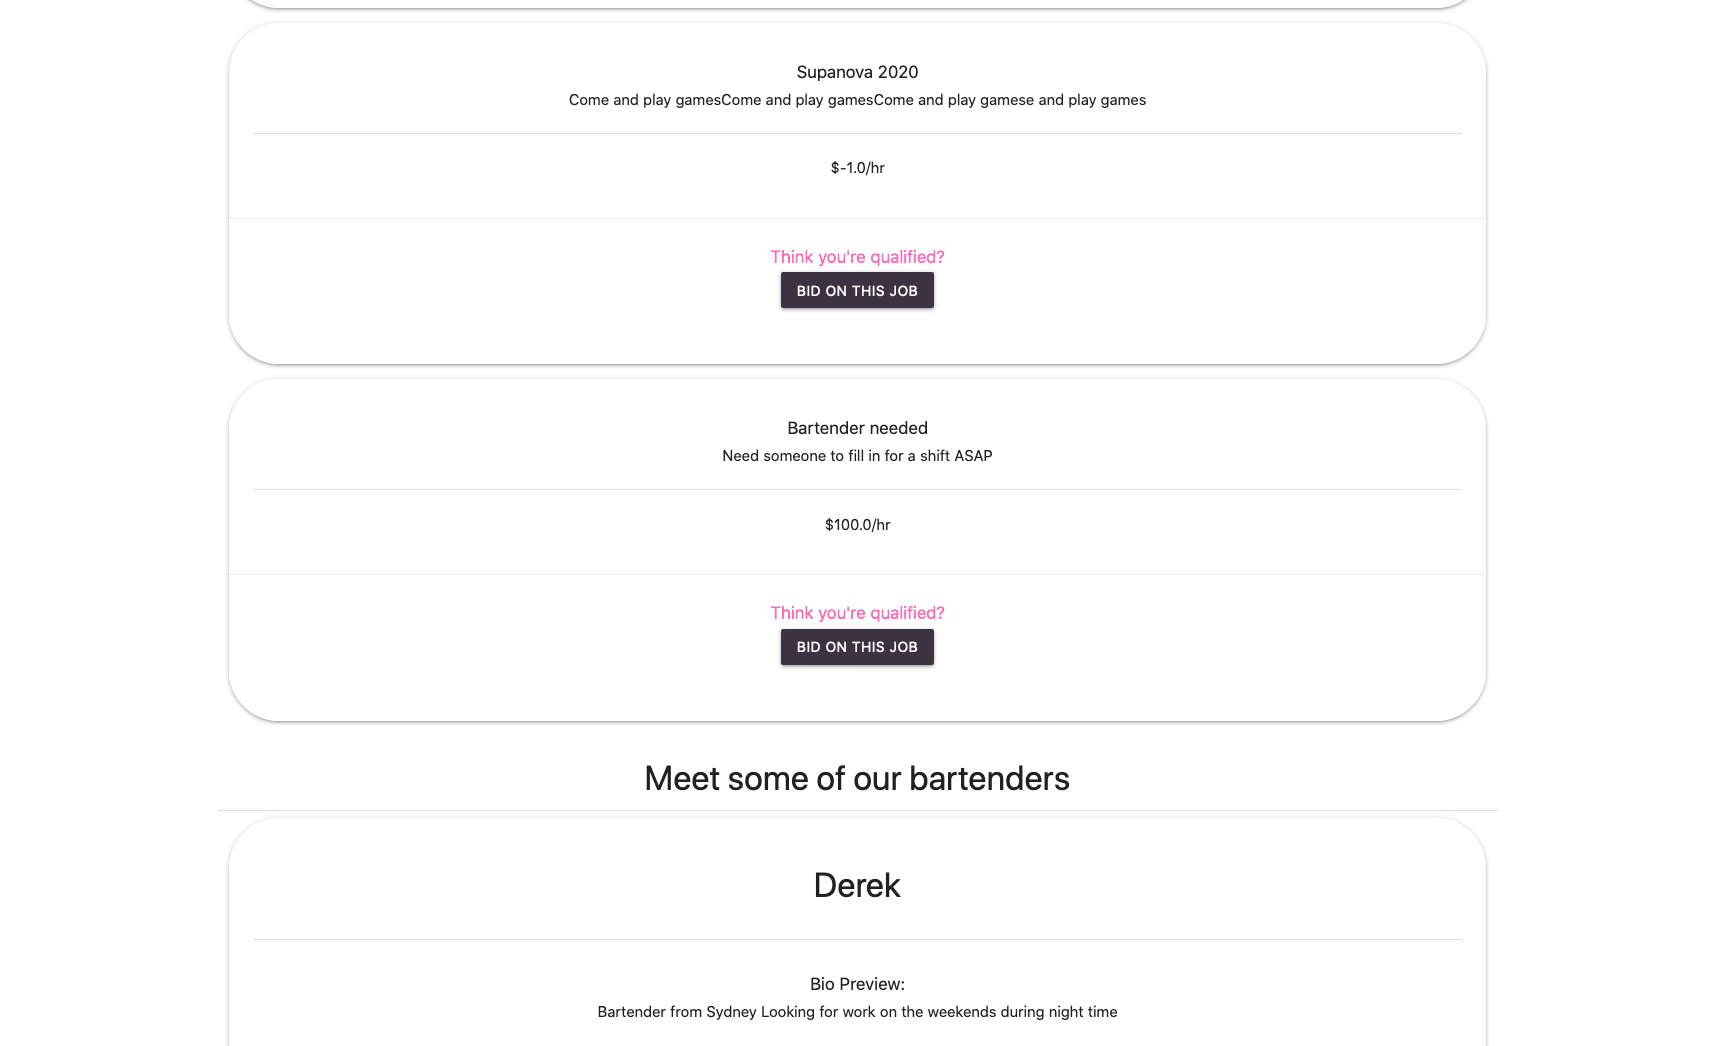 Supanova 2020
Come and play gamesCome and play gamesCome and play gamese and play games
$-1.0/hr
Think you're qualified?
BID ON THIS JOB
Bartender needed
Need someone to fill in for a shift ASAP
$100.0/hr
Think you're qualified?
BID ON THIS JOB
Meet some of our bartenders
Derek
Bio Preview:
Bartender from Sydney Looking for work on the weekends during night time